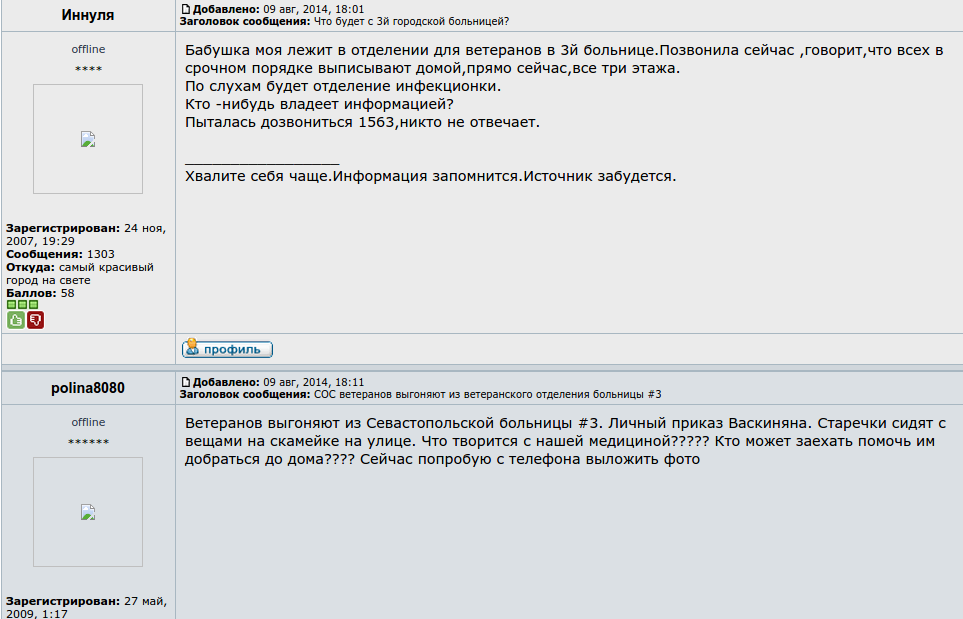 Иннуля
Добавлено: 09 авг, 2014, 18:01
Заголовок сообщения: Что будет с 3й городской больницей?
offline
****
Бабушка моя лежит в отделении для ветеранов в 3й больнице.Позвонила сейчас ,говорит,что всех в
срочном порядке выписывают домой,прямо сейчас,все три этажа.
По слухам будет отделение инфекционки.
Кто -нибудь владеет информацией?
Пыталась дозвониться 1563,никто не отвечает.
_________________
Хвалите себя чаще.Информация запомнится.Источник забудется.
Зарегистрирован: 24 ноя,
2007, 19:29
Сообщения: 1303
Откуда: самый красивый
город на свете
Баллов: 58
профиль
polina8080
Добавлено: 09 авг, 2014, 18:11
Заголовок сообщения: СОС ветеранов выгоняют из ветеранского отделения больницы #3
offline
******
Ветеранов выгоняют из Севастопольской больницы #3. Личный приказ Васкиняна. Старечки сидят с
вещами на скамейке на улице. Что творится с нашей медициной????? Кто может заехать помочь им
добраться до дома???? Сейчас попробую с телефона выложить фото
Зарегистрирован: 27 май,
2009, 1:17